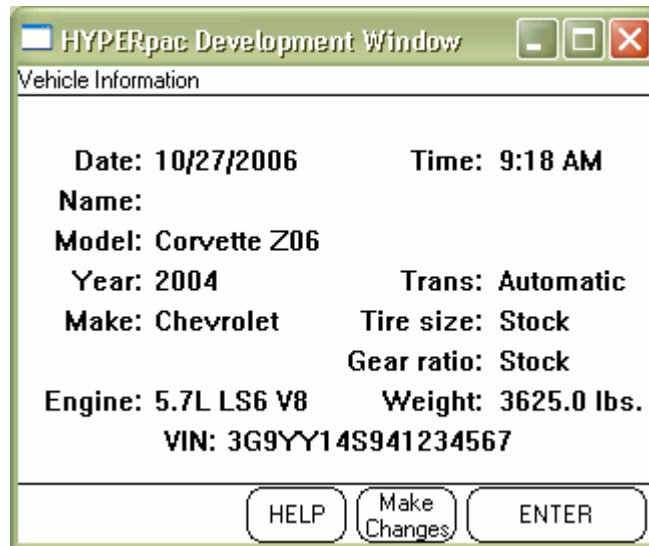 HYPERpac Development Window
Vehicle Information
Date: 10/27/2006 Time: 9:18 AM
Name:
Model: Corvette Z06
Year: 2004 Trans: Automatic
Make: Chevrolet Tire size: Stock
Gear ratio: Stock
Engine: 5.7L LS6 V8 Weight: 3625.0 lbs.
VIN: 3G9YY14S941234567
HELP Make Changes ENTER